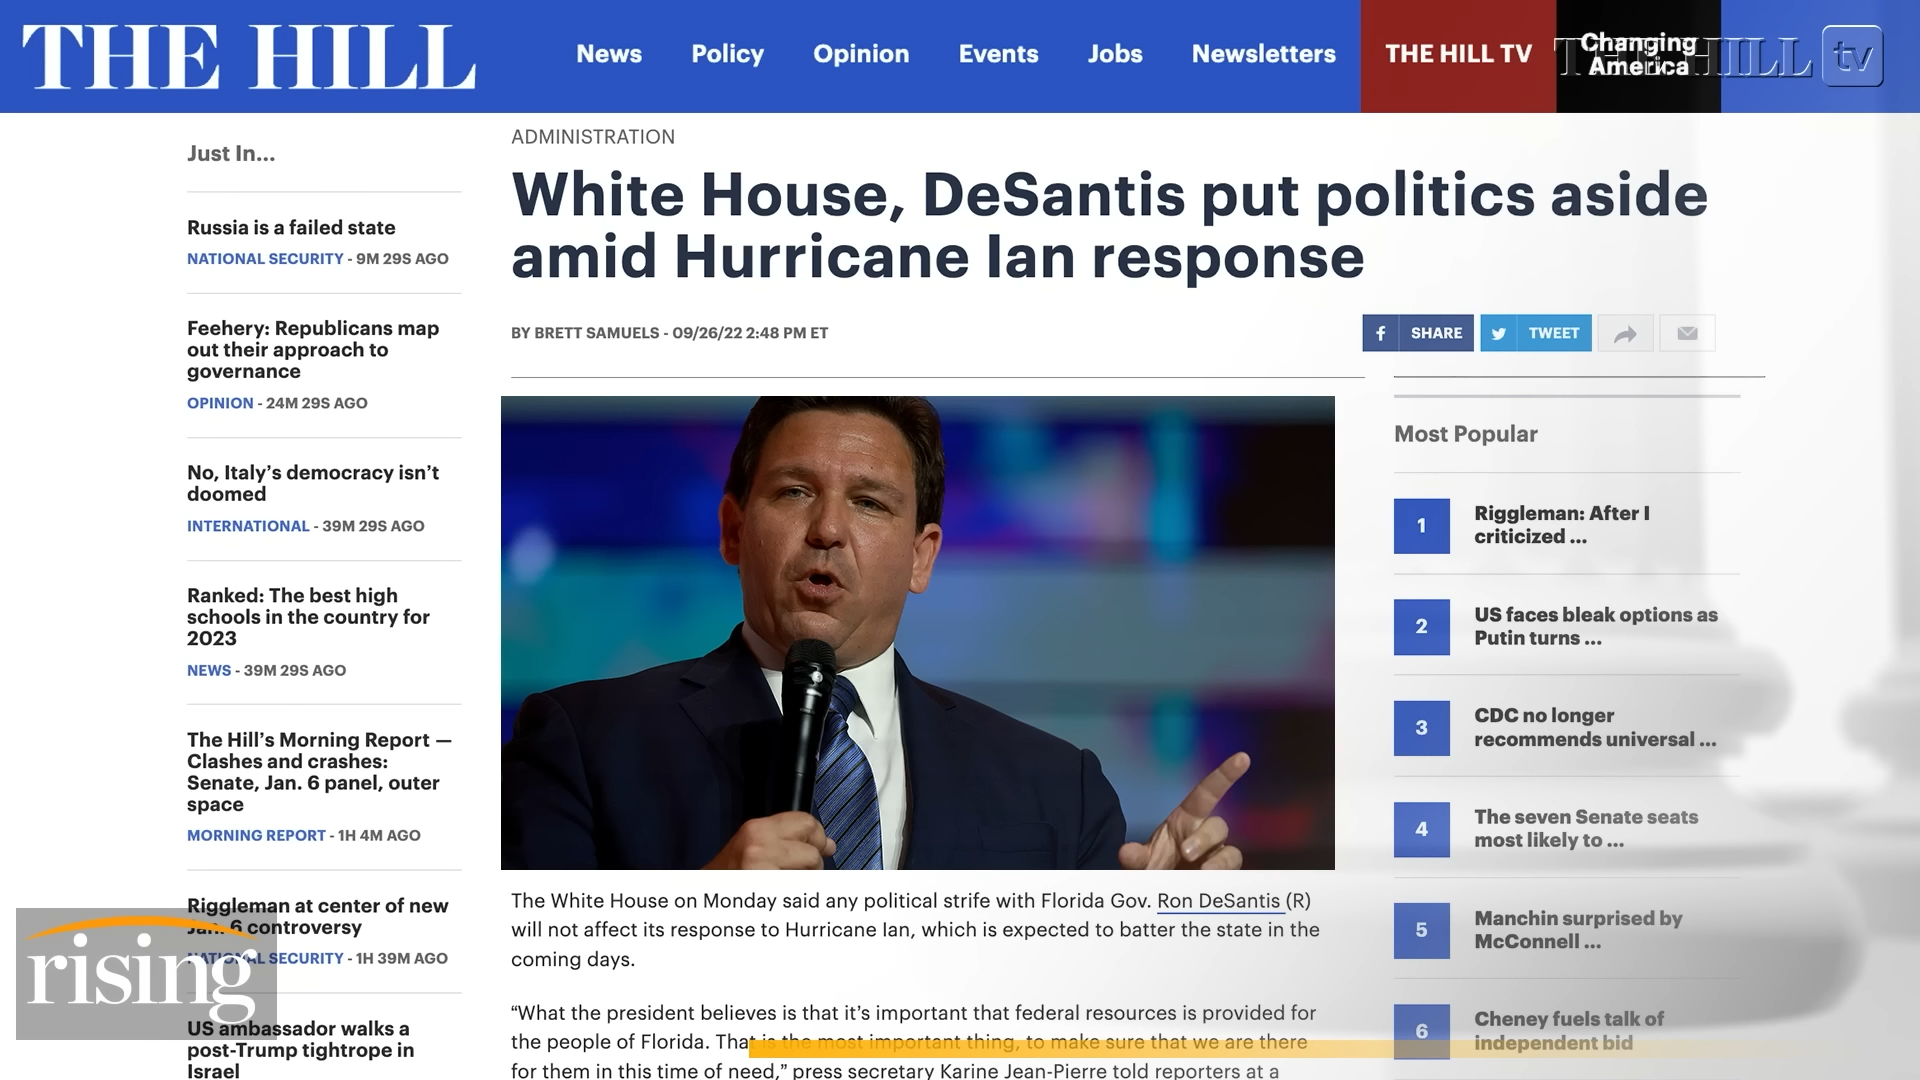 THE HILL
News
Policy
Opinion
Events
Jobs
Newsletters
THE HILL TV
Changing
America
THE HILL tv
Just In...
Russia is a failed state
NATIONAL SECURITY - 9M 29S AGO
Feehery: Republicans map
out their approach to
governance
OPINION - 24M 29S AGO
No, Italy’s democracy isn’t
doomed
INTERNATIONAL - 39M 29S AGO
Ranked: The best high
schools in the country for
2023
NEWS - 39M 29S AGO
The Hill’s Morning Report —
Clashes and crashes:
Senate, Jan. 6 panel, outer
space
MORNING REPORT - 1H 4M AGO
Riggleman at center of new
Jan. 6 controversy
NATIONAL SECURITY - 1H 39M AGO
US ambassador walks a
post-Trump tightrope in
Israel
rising
ADMINISTRATION
White House, DeSantis put politics aside
amid Hurricane Ian response
BY BRETT SAMUELS - 09/26/22 2:48 PM ET
f SHARE
TWEET
The White House on Monday said any political strife with Florida Gov. Ron DeSantis (R)
will not affect its response to Hurricane Ian, which is expected to batter the state in the
coming days.
“What the president believes is that it’s important that federal resources is provided for
the people of Florida. That is the most important thing, to make sure that we are there
for them in this time of need,” press secretary Karine Jean-Pierre told reporters at a
Most Popular
1
Riggleman: After I
criticized ...
2
US faces bleak options as
Putin turns ...
3
CDC no longer
recommends universal ...
4
The seven Senate seats
most likely to ...
5
Manchin surprised by
McConnell ...
6
Cheney fuels talk of
independent bid